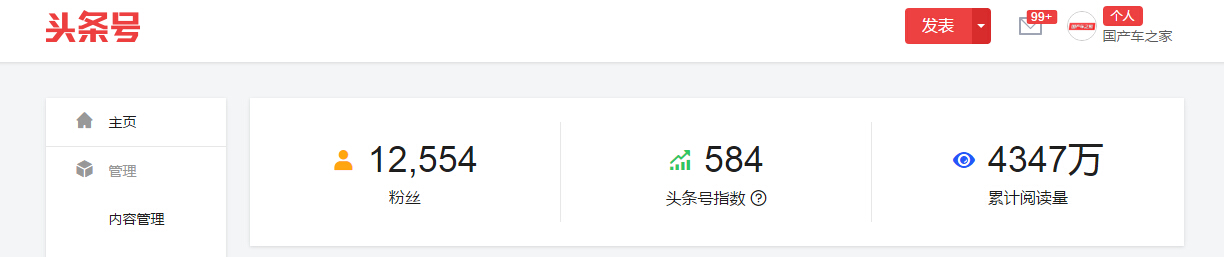 头条号
发表
99+
个人
国产车之家
主页
管理
内容管理
12,554
粉丝
584
头条号指数
4347万
累计阅读量